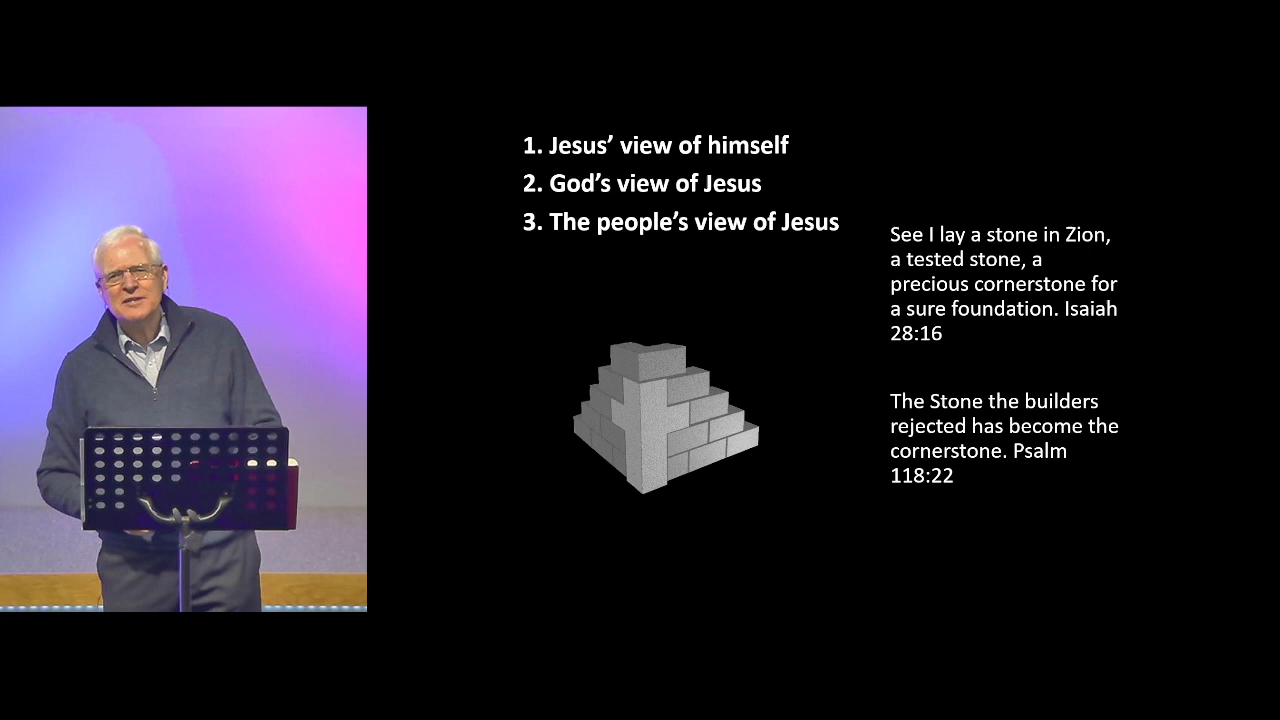 1. Jesus’ view of himself
2. God’s view of Jesus
3. The people’s view of Jesus
See I lay a stone in Zion,
a tested stone, a
precious cornerstone for
a sure foundation. Isaiah
28:16
The Stone the builders
rejected has become the
cornerstone. Psalm
118:22